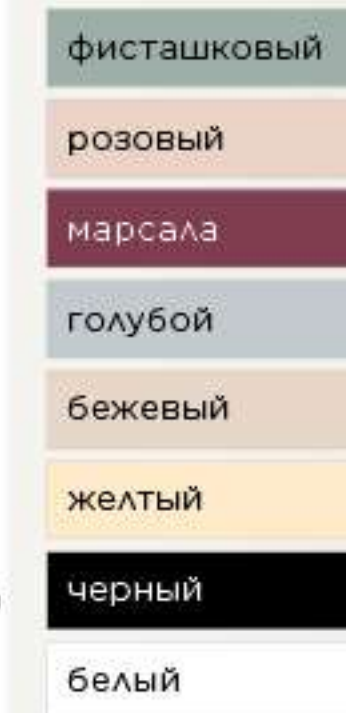 фисташковый
розовый
марсала
голубой
бежевый
желтый
черный
белый